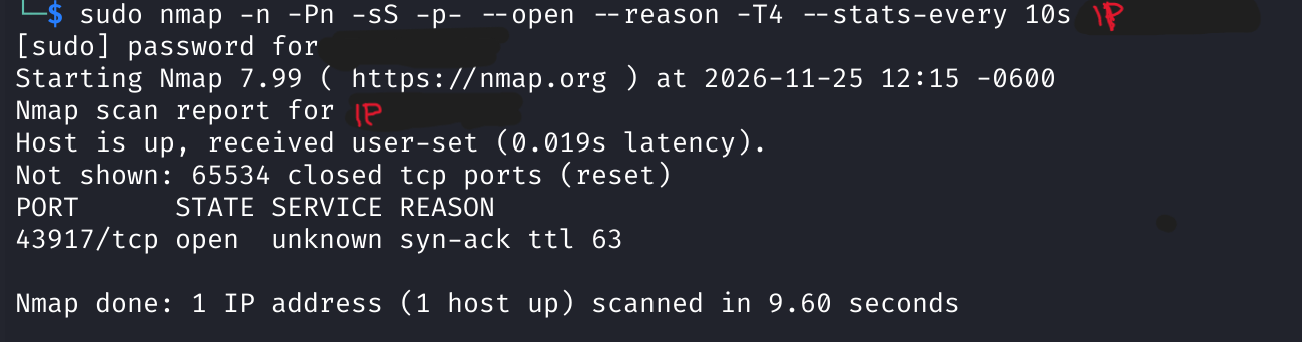 └─$ sudo nmap -n -Pn -sS -p- --open --reason -T4 --stats-every 10s IP
[sudo] password for
Starting Nmap 7.99 ( https://nmap.org ) at 2026-11-25 12:15 -0600
Nmap scan report for IP
Host is up, received user-set (0.019s latency).
Not shown: 65534 closed tcp ports (reset)
PORT      STATE SERVICE REASON
43917/tcp open  unknown syn-ack ttl 63
Nmap done: 1 IP address (1 host up) scanned in 9.60 seconds